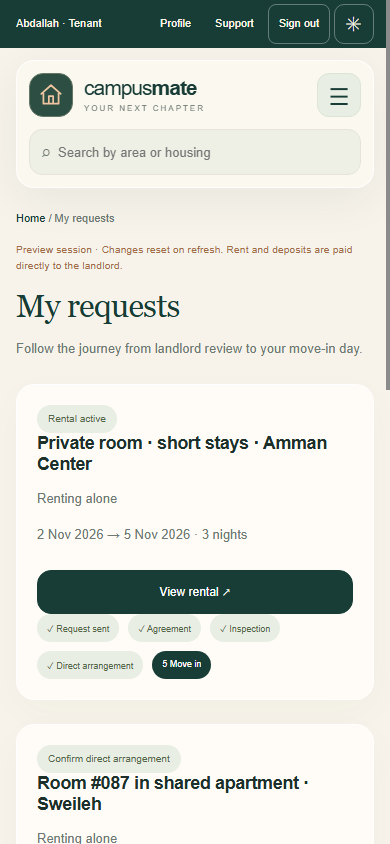 Abdallah · Tenant
Profile
Support
Sign out
campusmate
YOUR NEXT CHAPTER
Search by area or housing
Home / My requests
Preview session · Changes reset on refresh. Rent and deposits are paid
directly to the landlord.
My requests
Follow the journey from landlord review to your move-in day.
Rental active
Private room · short stays · Amman
Center
Renting alone
2 Nov 2026 → 5 Nov 2026 · 3 nights
View rental ↗
✓ Request sent
✓ Agreement
✓ Inspection
✓ Direct arrangement
5 Move in
Confirm direct arrangement
Room #087 in shared apartment ·
Sweileh
Renting alone